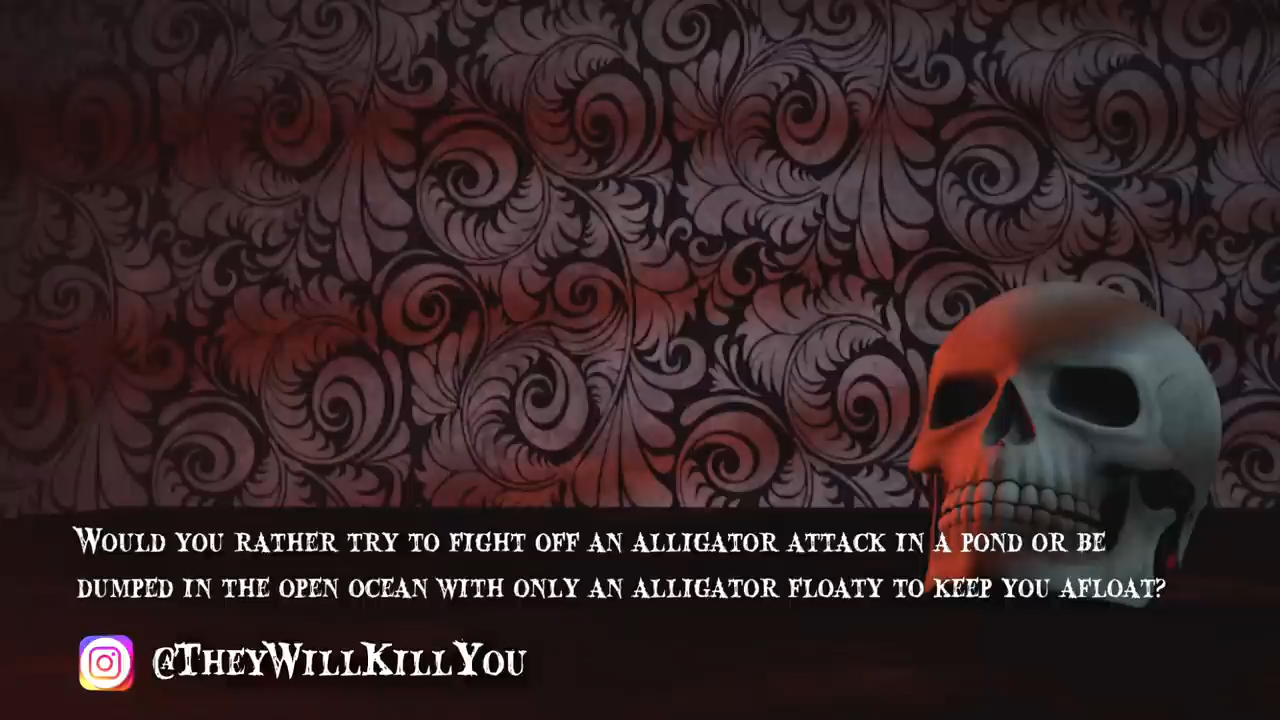 Would you rather try to fight off an alligator attack in a pond or be
dumped in the open ocean with only an alligator floaty to keep you afloat?
@TheyWillKillYou